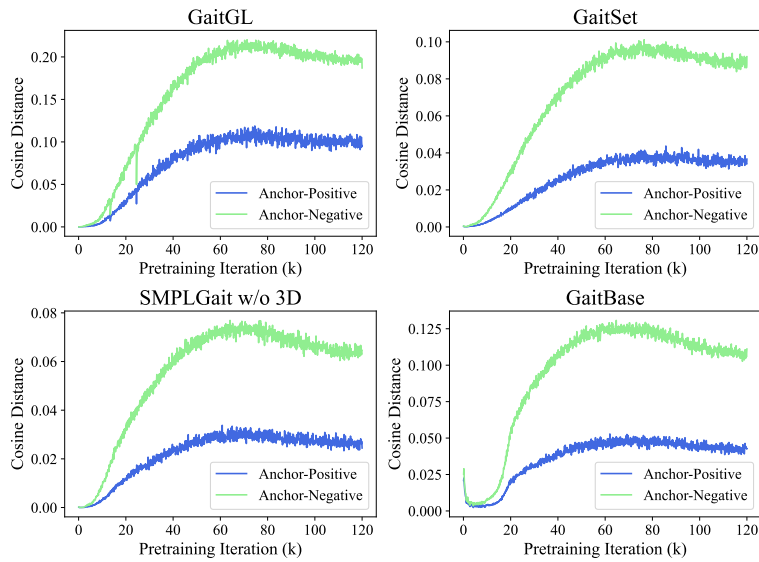 GaitGL
Cosine Distance
0.20
0.15
0.10
0.05
0.00
Anchor-Positive
Anchor-Negative
0 20 40 60 80 100 120
Pretraining Iteration (k)
GaitSet
Cosine Distance
0.10
0.08
0.06
0.04
0.02
0.00
Anchor-Positive
Anchor-Negative
0 20 40 60 80 100 120
Pretraining Iteration (k)
SMPLGait w/o 3D
Cosine Distance
0.08
0.06
0.04
0.02
0.00
Anchor-Positive
Anchor-Negative
0 20 40 60 80 100 120
Pretraining Iteration (k)
GaitBase
Cosine Distance
0.125
0.100
0.075
0.050
0.025
0.000
Anchor-Positive
Anchor-Negative
0 20 40 60 80 100 120
Pretraining Iteration (k)